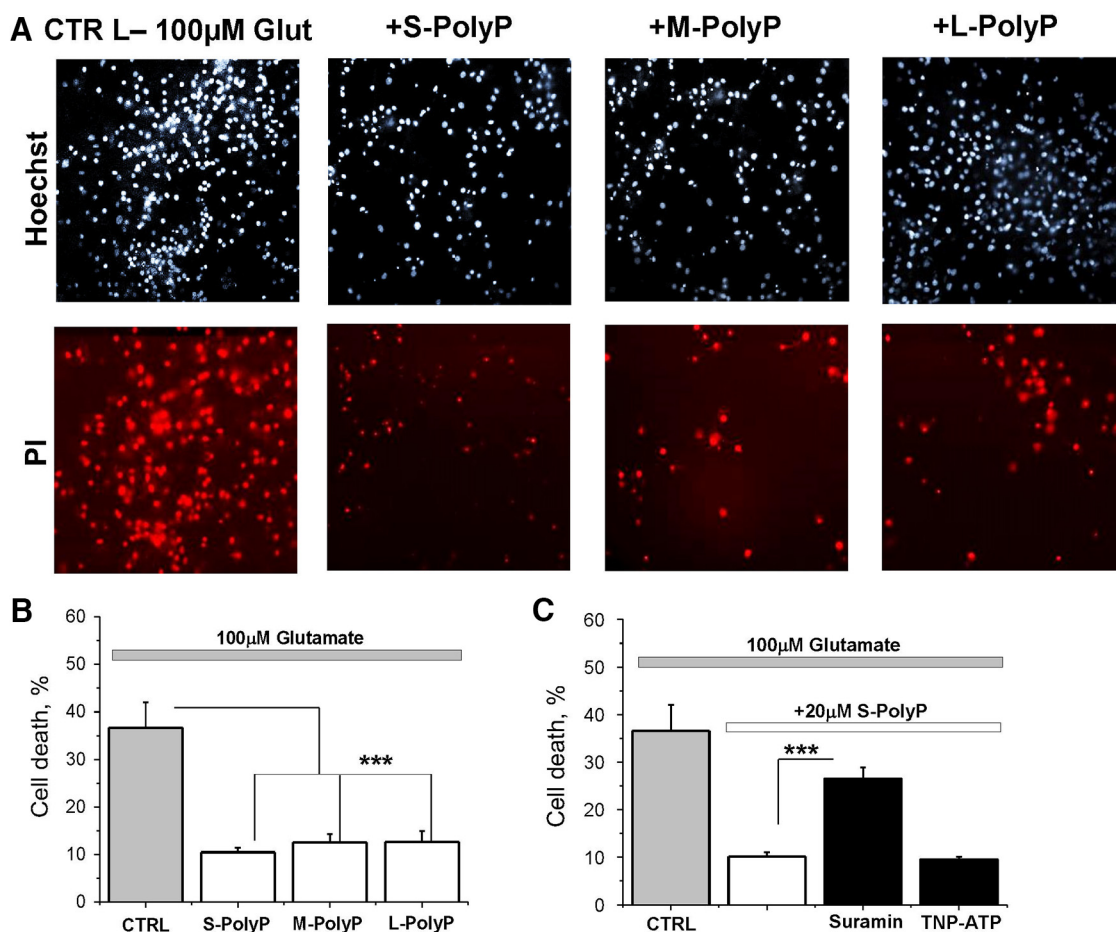 A CTR L– 100µM Glut +S-PolyP +M-PolyP +L-PolyP
Hoechst
PI
B
100µM Glutamate
Cell death, %
60
50
40
30
20
10
0
***
CTRL S-PolyP M-PolyP L-PolyP
C
100µM Glutamate
+20µM S-PolyP
Cell death, %
60
50
40
30
20
10
0
***
CTRL Suramin TNP-ATP